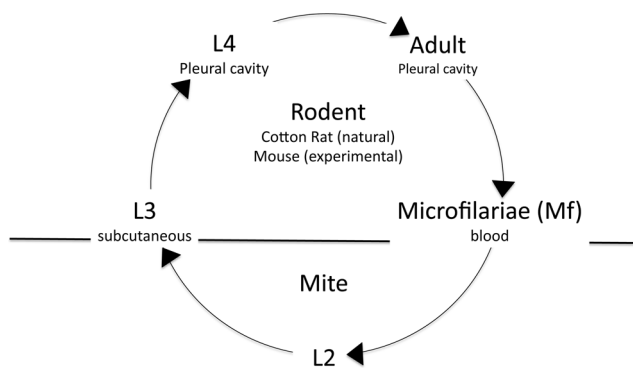 L4
Pleural cavity
Adult
Pleural cavity
Rodent
Cotton Rat (natural)
Mouse (experimental)
L3
subcutaneous
Microfilariae (Mf)
blood
Mite
L2